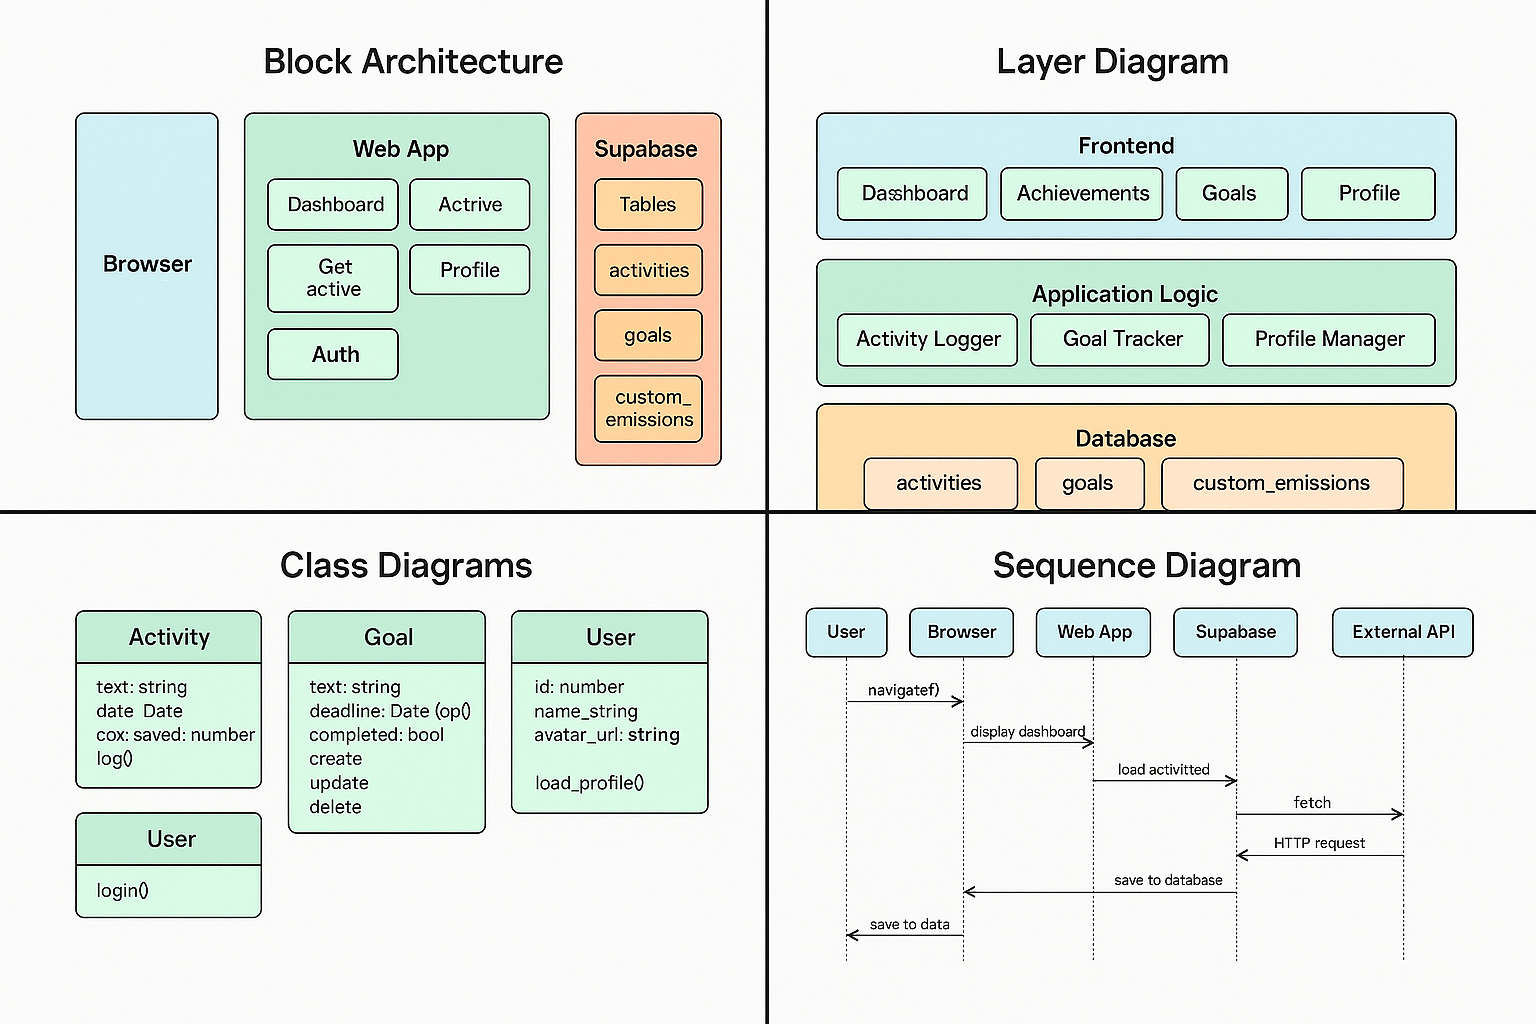 Block Architecture
Browser
Web App
Dashboard
Actrive
Get
active
Profile
Auth
Supabase
Tables
activities
goals
custom_
emissions
Layer Diagram
Frontend
Dasshboard
Achievements
Goals
Profile
Application Logic
Activity Logger
Goal Tracker
Profile Manager
Database
activities
goals
custom_emissions
Class Diagrams
Activity
text: string
date Date
cox: saved: number
log()
User
login()
Goal
text: string
deadline: Date (op()
completed: bool
create
update
delete
User
id: number
name_string
avatar_url: string
load_profile()
Sequence Diagram
User
Browser
Web App
Supabase
External API
navigatef)
display dashboard
load activitted
fetch
HTTP request
save to database
save to data